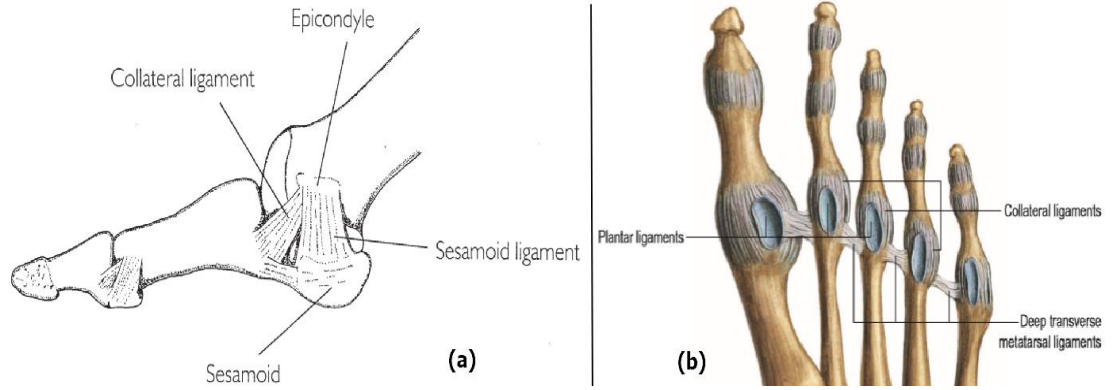 Epicondyle
Collateral ligament
Sesamoid ligament
Sesamoid
(a)
Collateral ligaments
Plantar ligaments
Deep transverse
metatarsal ligaments
(b)